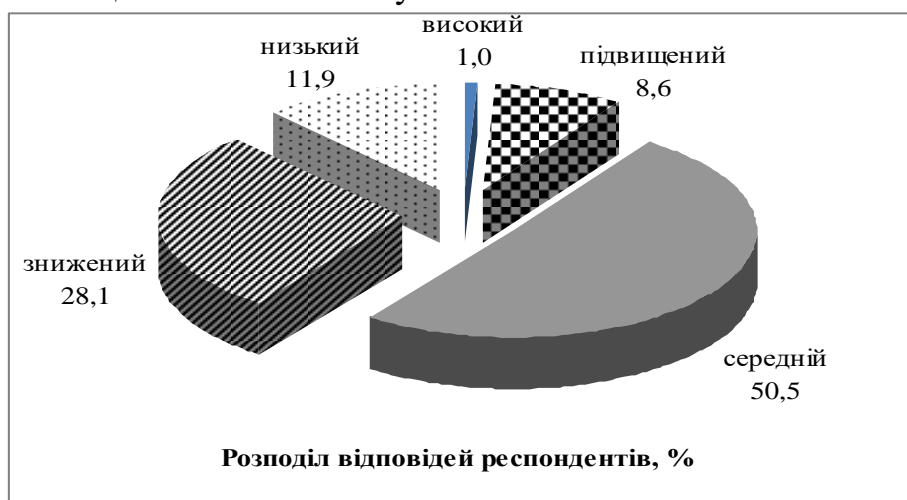 високий
1,0
низький
11,9
підвищений
8,6
знижений
28,1
середній
50,5
Розподіл відповідей респондентів, %